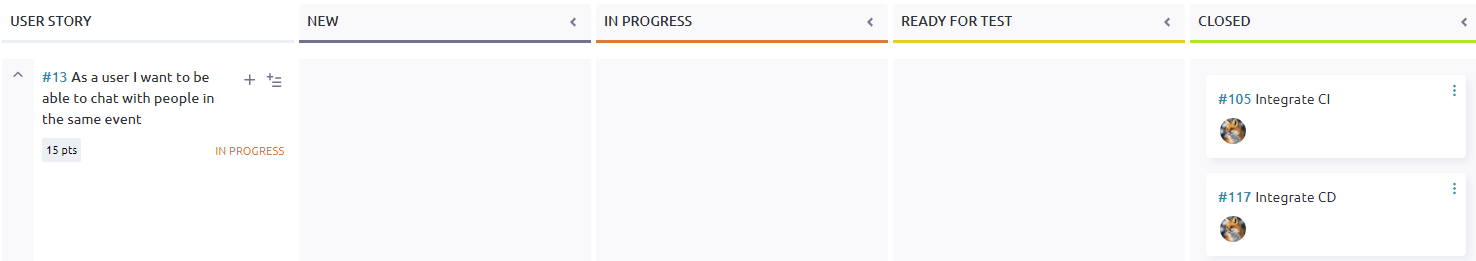 USER STORY
NEW
IN PROGRESS
READY FOR TEST
CLOSED
#13 As a user I want to be
able to chat with people in
the same event
15 pts
IN PROGRESS
#105 Integrate CI
#117 Integrate CD